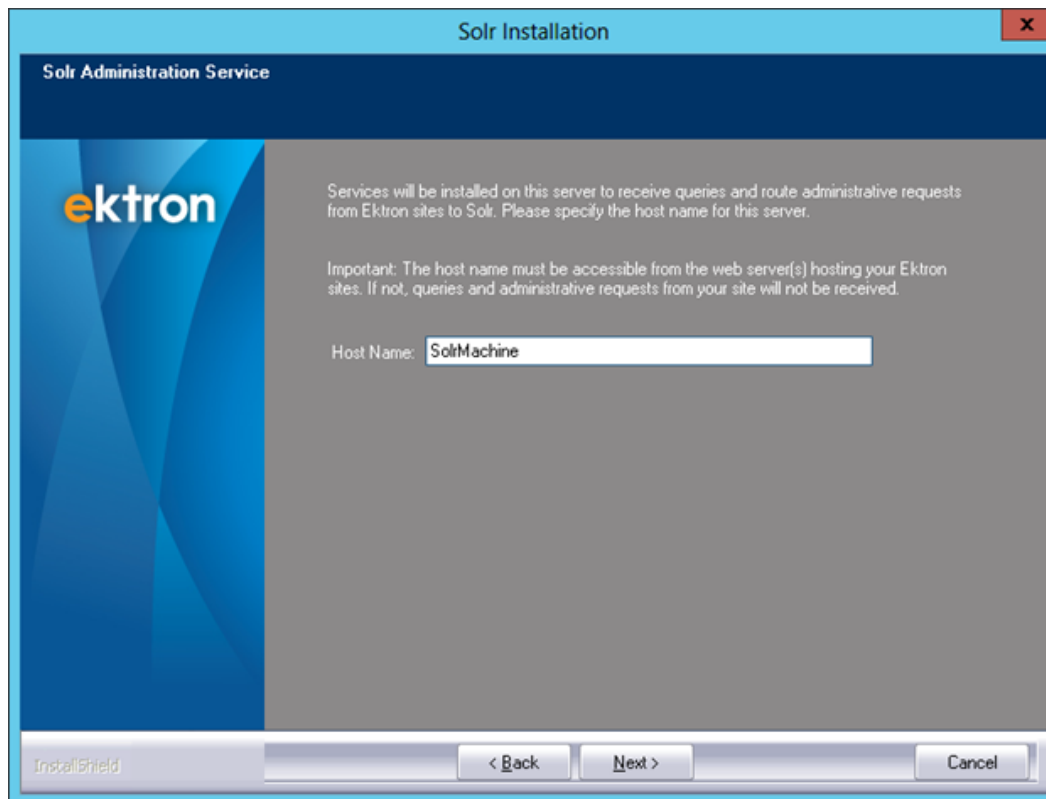 Solr Installation
x
Solr Administration Service
ektron
Services will be installed on this server to receive queries and route administrative requests
from Ektron sites to Solr. Please specify the host name for this server.
Important: The host name must be accessible from the web server(s) hosting your Ektron
sites. If not, queries and administrative requests from your site will not be received.
Host Name: SolrMachine
InstallShield
< Back
Next >
Cancel